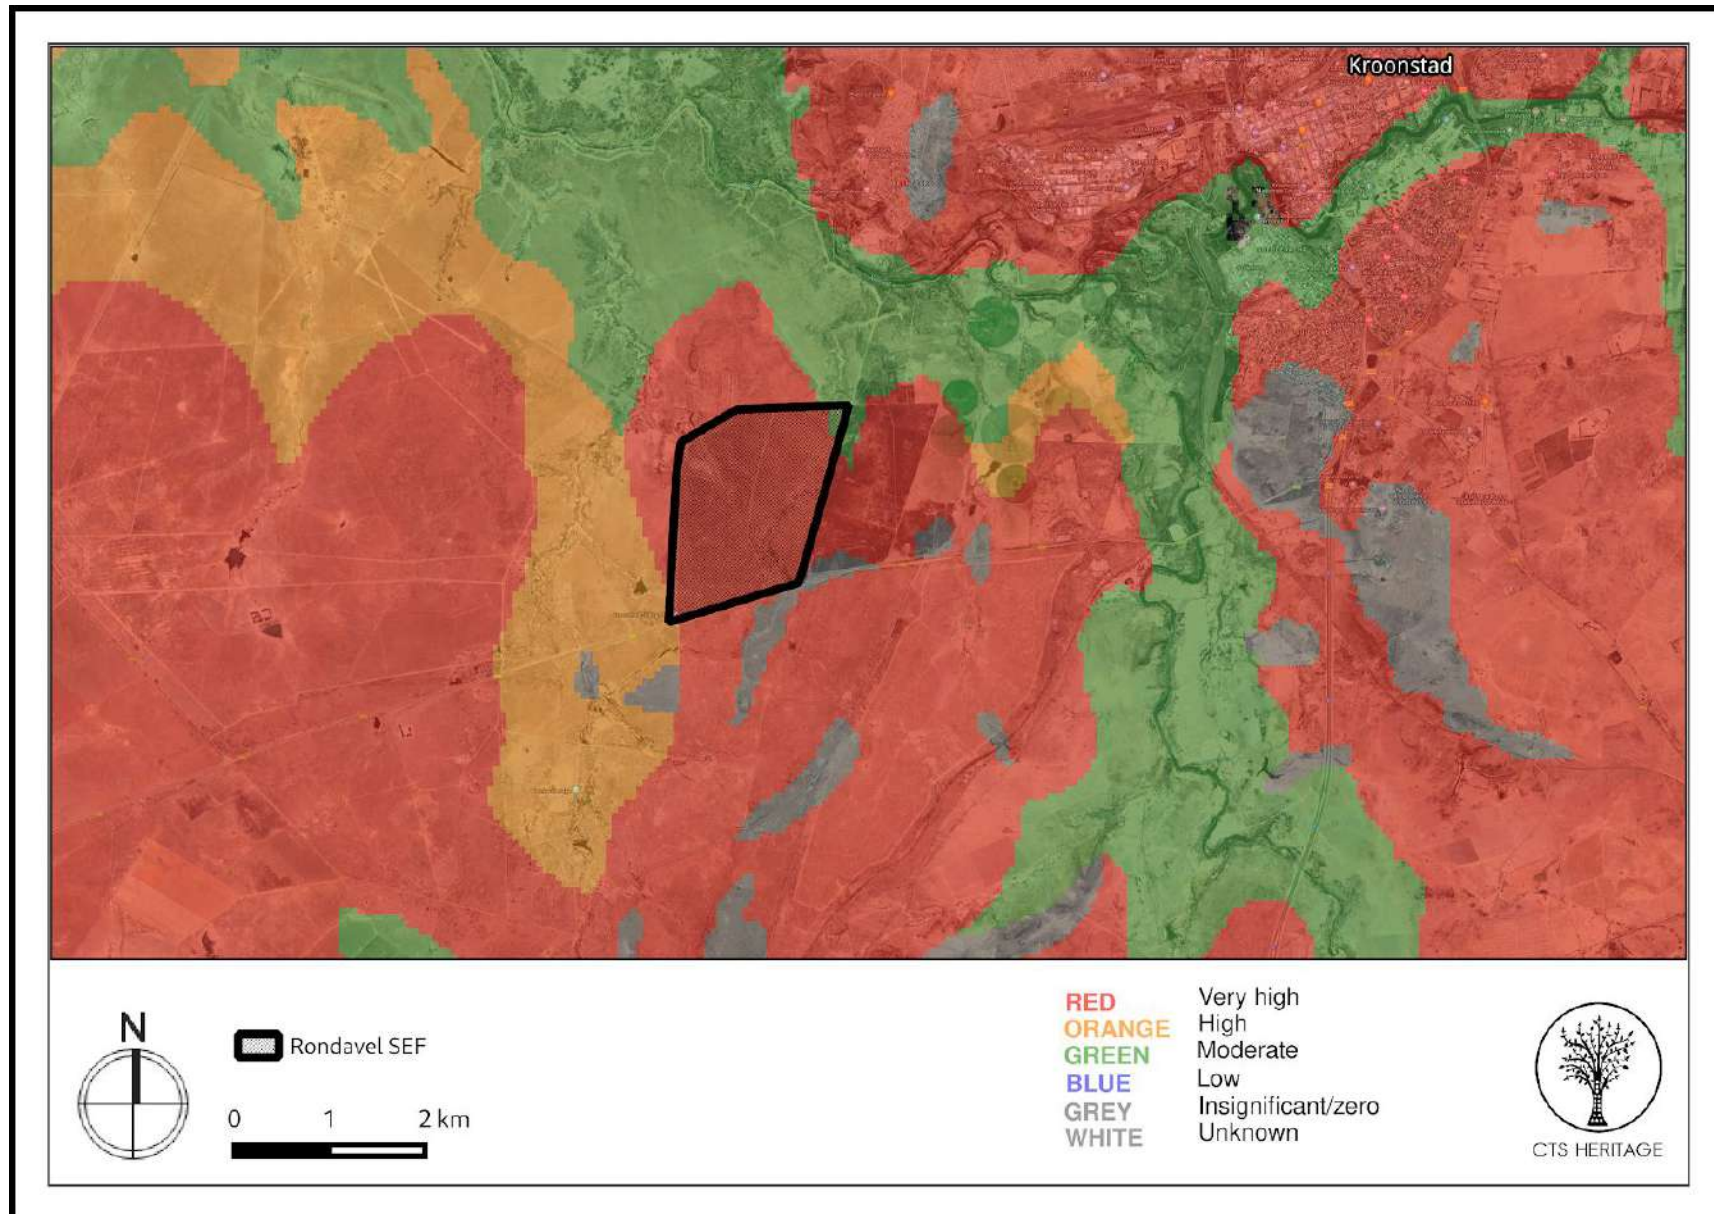 Kroonstad
N
Rondavel SEF
0 1 2 km
RED Very high
ORANGE High
GREEN Moderate
BLUE Low
GREY Insignificant/zero
WHITE Unknown
CTS HERITAGE